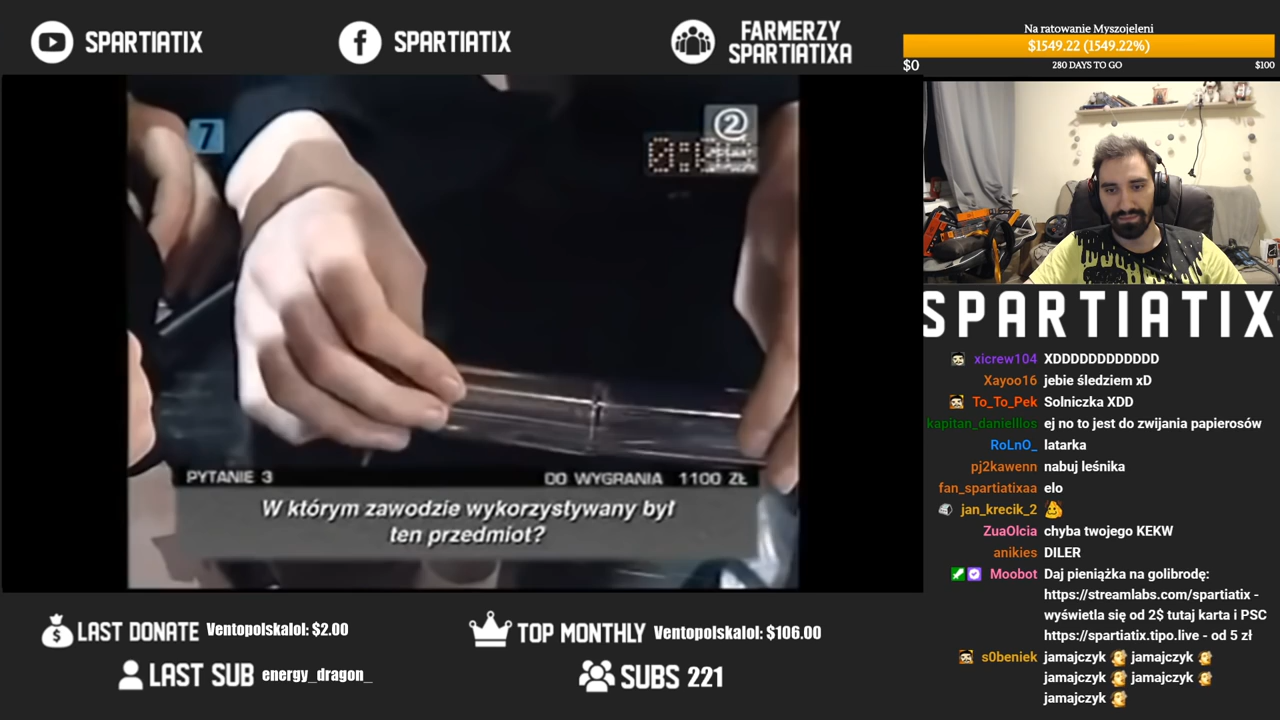 SPARTIATIX
SPARTIATIX
FARMERZY
SPARTIATIXA
Na ratowanie Myszojeleni
$1549.22 (1549.22%)
$0
280 DAYS TO GO
$100
7
2
PYTANIE 3
DO WYGRANIA 1100 ZŁ
W którym zawodzie wykorzystywany był
ten przedmiot?
SPARTIATIX
xicrew104 XDDDDDDDDDDDD
Xayoo16 jebie śledziem xD
To_To_Pek Solniczka XDD
kapitan_danielllos ej no to jest do zwijania papierosów
RoLnO_ latarka
pj2kawenn nabuj leśnika
fan_spartiatixaa elo
jan_krecik_2
ZuaOlcia chyba twojego KEKW
anikies DILER
Moobot Daj pieniążka na golibrodę:
https://streamlabs.com/spartiatix -
wyświetla się od 2$ tutaj karta i PSC
https://spartiatix.tipo.live - od 5 zł
s0beniek jamajczyk jamajczyk
jamajczyk jamajczyk
jamajczyk
LAST DONATE Ventopolskalol: $2.00
TOP MONTHLY Ventopolskalol: $106.00
LAST SUB energy_dragon_
SUBS 221